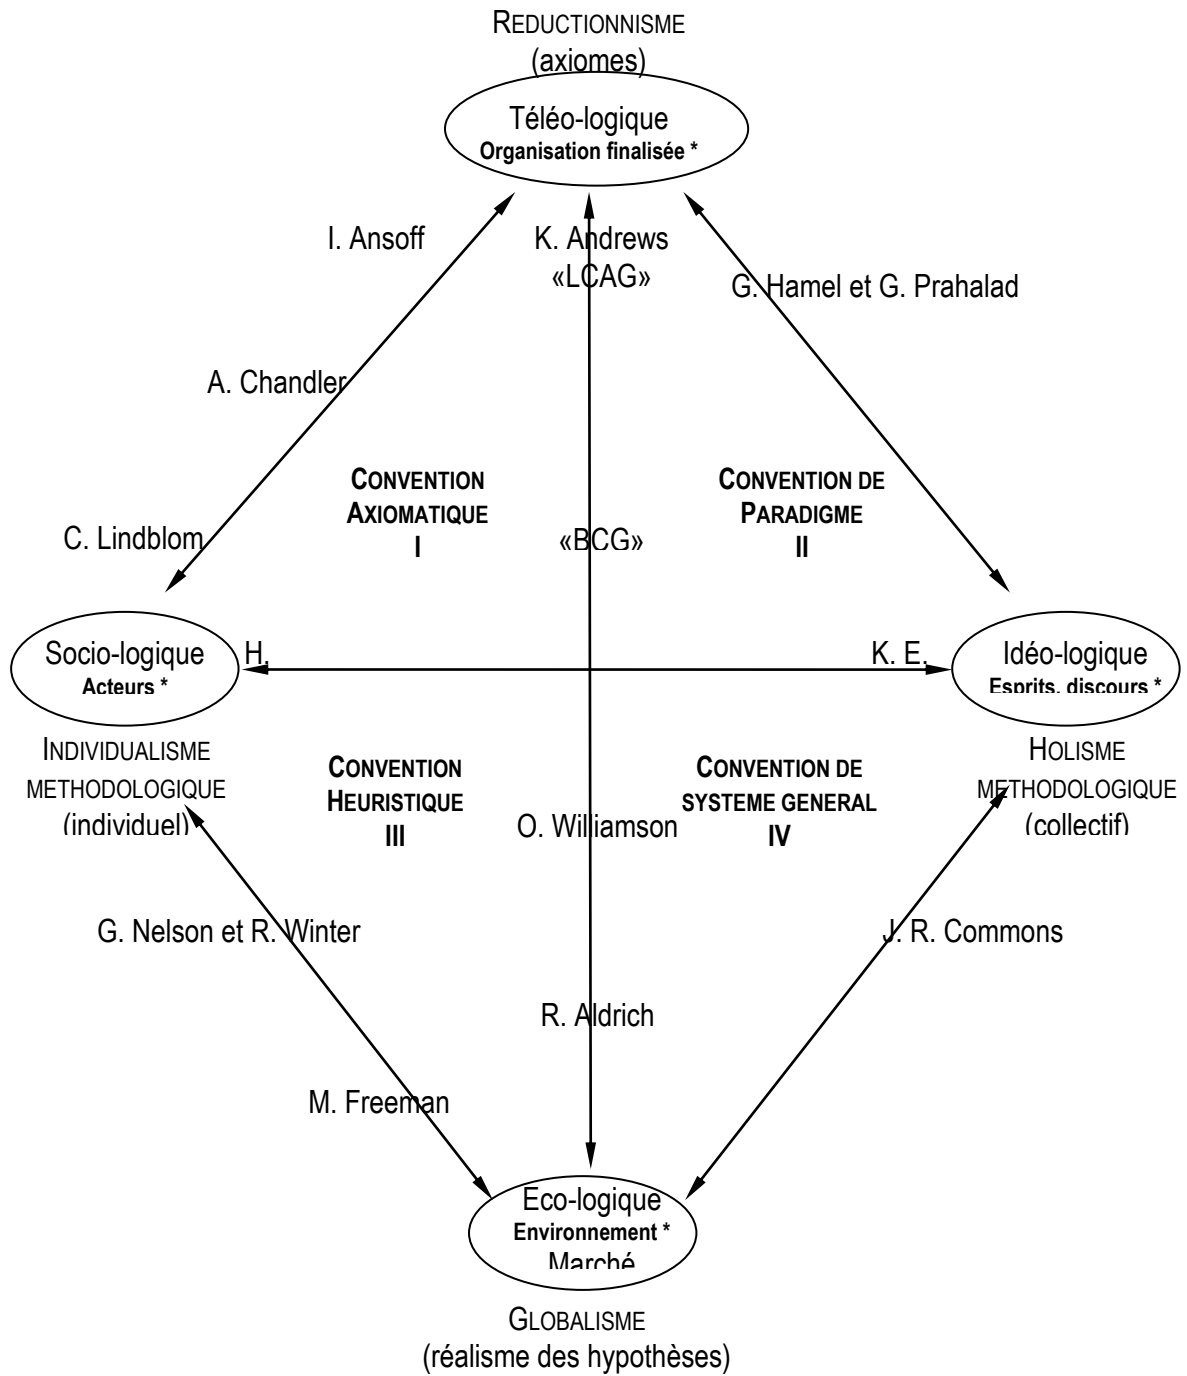 REDUCTIONNISME
(axiomes)
Téléo-logique
Organisation finalisée *
I. Ansoff
K. Andrews
«LCAG»
G. Hamel et G. Prahalad
A. Chandler
CONVENTION
AXIOMATIQUE
I
CONVENTION DE
PARADIGME
II
C. Lindblom
«BCG»
Socio-logique
Acteurs *
H.
K. E.
Idéo-logique
Esprits, discours *
INDIVIDUALISME
METHODOLOGIQUE
(individuel)
HOLISME
METHODOLOGIQUE
(collectif)
CONVENTION
HEURISTIQUE
III
CONVENTION DE
SYSTEME GENERAL
IV
O. Williamson
G. Nelson et R. Winter
J. R. Commons
R. Aldrich
M. Freeman
Eco-logique
Environnement *
Marché
GLOBALISME
(réalisme des hypothèses)